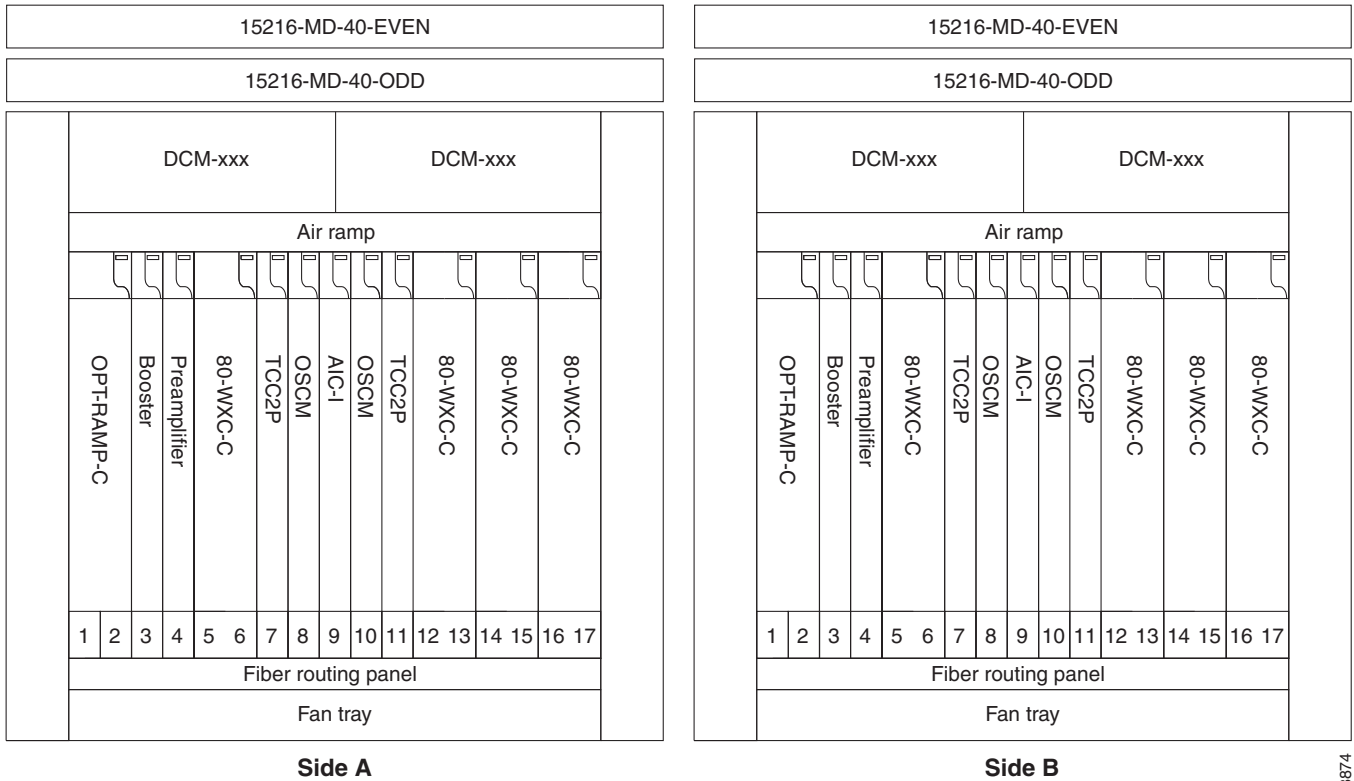 15216-MD-40-EVEN
15216-MD-40-ODD
DCM-xxx DCM-xxx
Air ramp
OPT-RAMP-C
Booster
Preamplifier
80-WXC-C
TCC2P
OSCM
AIC-I
OSCM
TCC2P
80-WXC-C
80-WXC-C
80-WXC-C
1 2 3 4 5 6 7 8 9 10 11 12 13 14 15 16 17
Fiber routing panel
Fan tray
Side A
15216-MD-40-EVEN
15216-MD-40-ODD
DCM-xxx DCM-xxx
Air ramp
OPT-RAMP-C
Booster
Preamplifier
80-WXC-C
TCC2P
OSCM
AIC-I
OSCM
TCC2P
80-WXC-C
80-WXC-C
80-WXC-C
1 2 3 4 5 6 7 8 9 10 11 12 13 14 15 16 17
Fiber routing panel
Fan tray
Side B